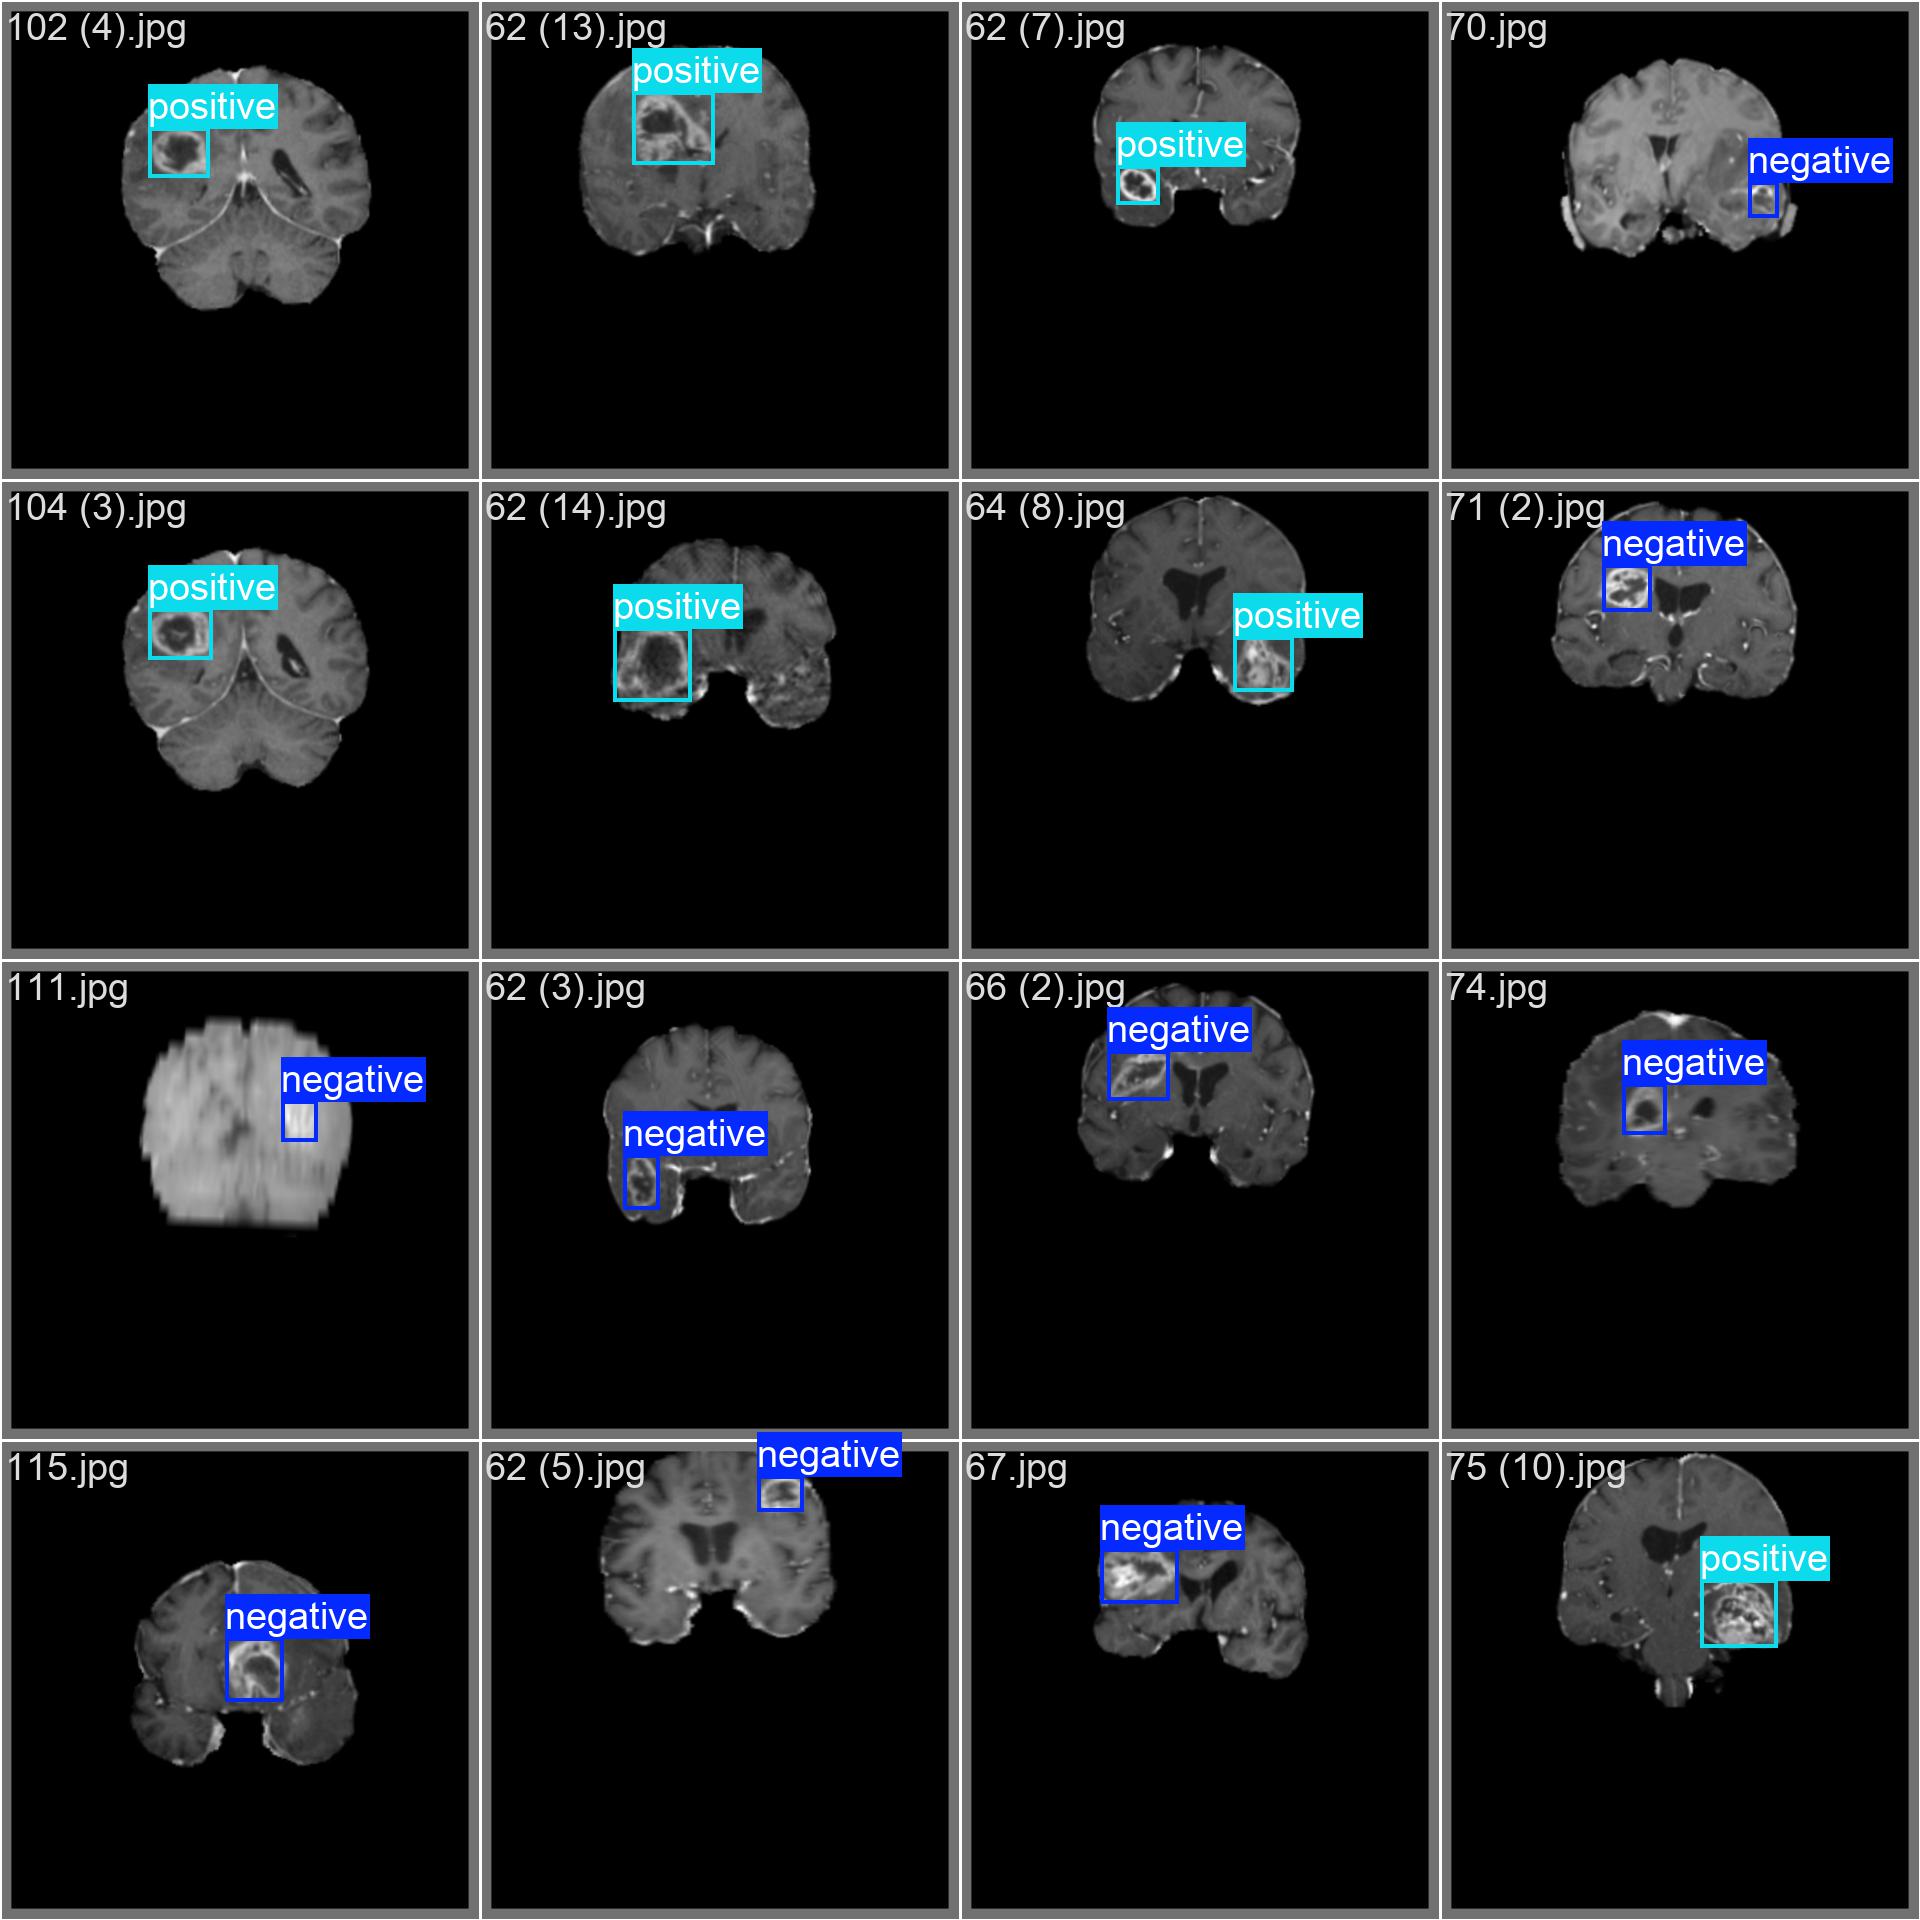 102 (4).jpg
positive
62 (13).jpg
positive
62 (7).jpg
positive
70.jpg
negative
104 (3).jpg
positive
62 (14).jpg
positive
64 (8).jpg
positive
71 (2).jpg
negative
111.jpg
negative
62 (3).jpg
negative
66 (2).jpg
negative
74.jpg
negative
115.jpg
negative
62 (5).jpg
negative
67.jpg
negative
75 (10).jpg
positive